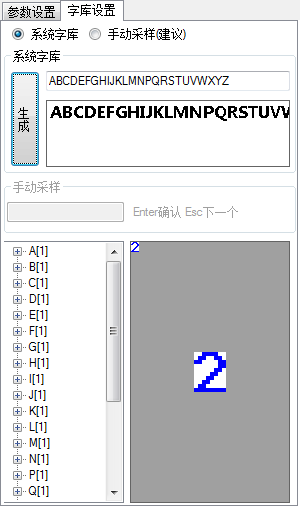 参数设置 字库设置
系统字库 手动采样(建议)
系统字库
生成
ABCDEFGHIJKLMNPQRSTUVWXYZ
ABCDEFGHIJKLMNPQRSTUVW
手动采样
Enter确认 Esc下一个
A[1]
B[1]
C[1]
D[1]
E[1]
F[1]
G[1]
H[1]
I[1]
J[1]
K[1]
L[1]
M[1]
N[1]
P[1]
Q[1]
2
2